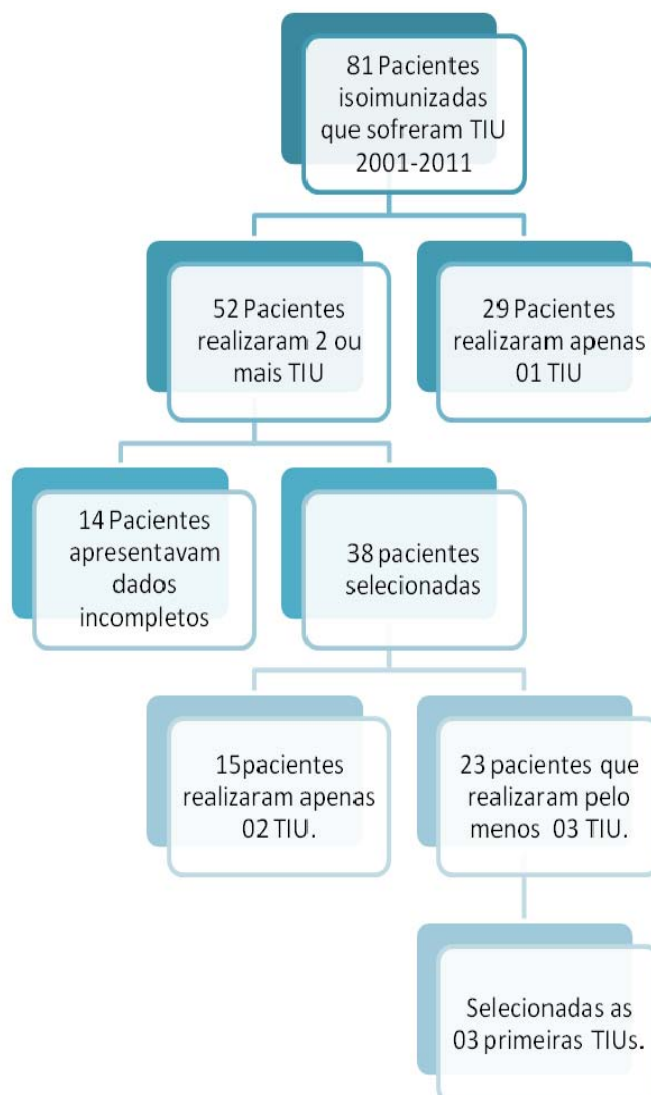 81 Pacientes
isoimunizadas
que sofreram TIU
2001-2011
52 Pacientes
realizaram 2 ou
mais TIU
29 Pacientes
realizaram apenas
01 TIU
14 Pacientes
apresentavam
dados
incompletos
38 pacientes
selecionadas
15pacientes
realizaram apenas
02 TIU.
23 pacientes que
realizaram pelo
menos 03 TIU.
Selecionadas as
03 primeiras TIUs.